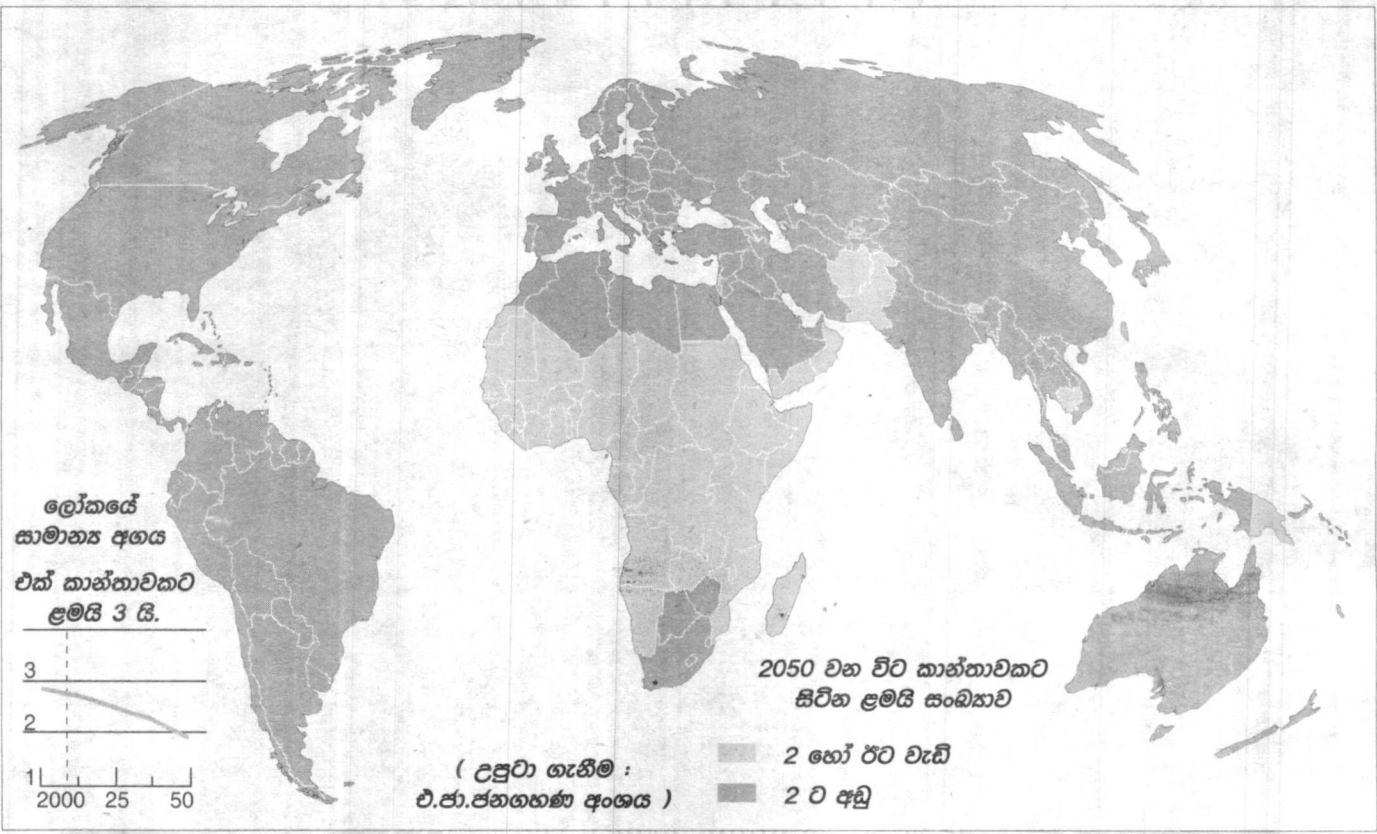 ලෝකයේ
සාමාන්‍ය අගය
එක් කාන්තාවකට
ළමයි 3 යි.
3
2
1
2000 25 50
2050 වන විට කාන්තාවකට
සිටින ළමයි සංඛ්‍යාව
2 හෝ ඊට වැඩි
2 ට අඩු
( උපුටා ගැනීම :
එ.ජා.ජනගහණ අංශය )